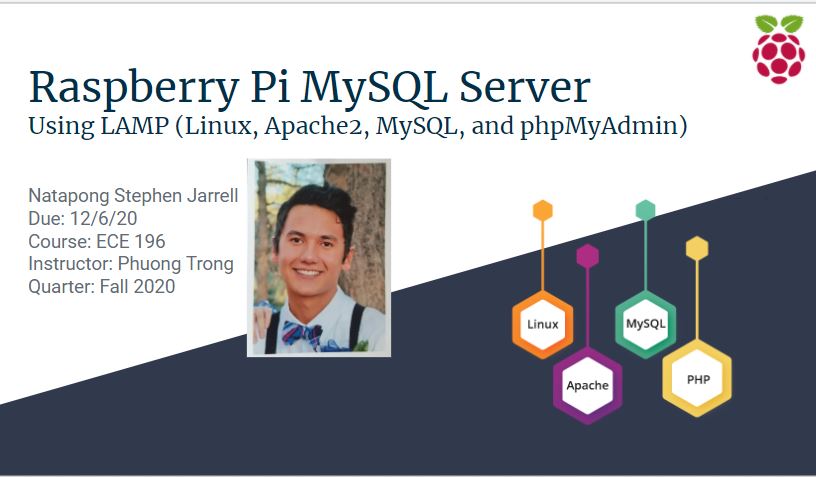 Raspberry Pi MySQL Server
Using LAMP (Linux, Apache2, MySQL, and phpMyAdmin)
Natapong Stephen Jarrell
Due: 12/6/20
Course: ECE 196
Instructor: Phuong Trong
Quarter: Fall 2020
Linux
MySQL
Apache
PHP